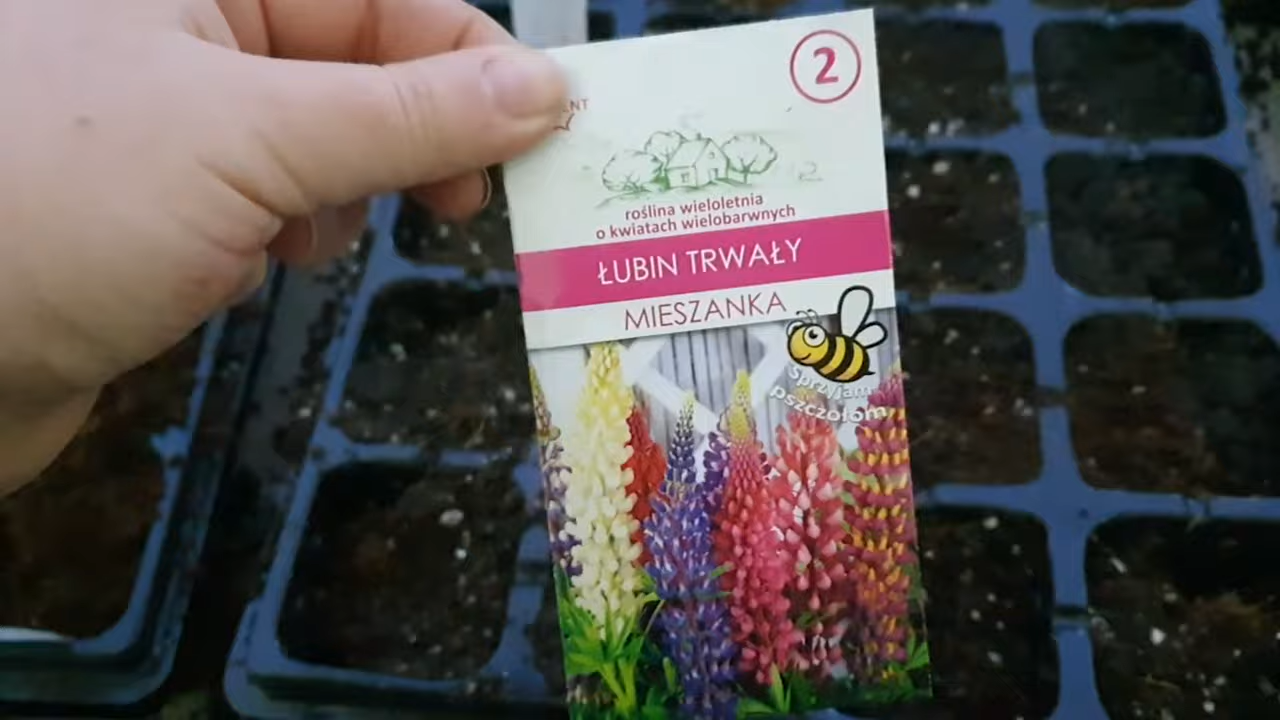 2
roślina wieloletnia
o kwiatach wielobarwnych
ŁUBIN TRWAŁY
MIESZANKA
Sprzyjam
pszczołom